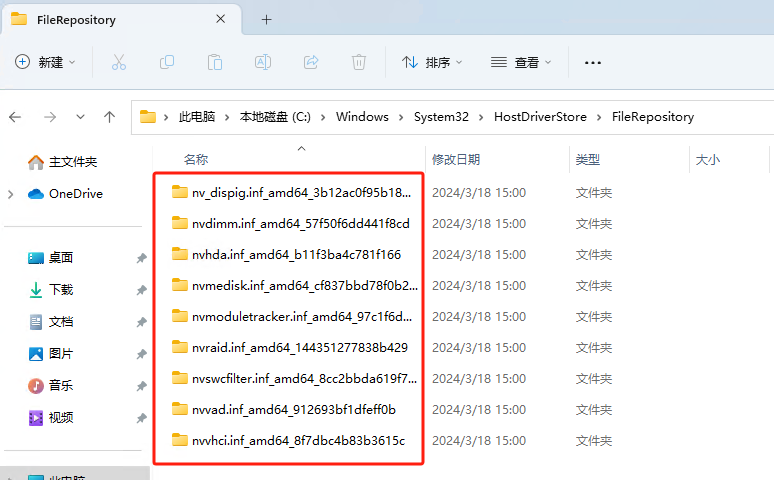 FileRepository
新建
排序
查看
此电脑 > 本地磁盘 (C:) > Windows > System32 > HostDriverStore > FileRepository
主文件夹
OneDrive
桌面
下载
文档
图片
音乐
视频
此电脑
名称 修改日期 类型 大小
nv_dispig.inf_amd64_3b12ac0f95b18... 2024/3/18 15:00 文件夹
nvdimm.inf_amd64_57f50f6dd441f8cd 2024/3/18 15:00 文件夹
nvhda.inf_amd64_b11f3ba4c781f166 2024/3/18 15:00 文件夹
nvmedisk.inf_amd64_cf837bbd78f0b2... 2024/3/18 15:00 文件夹
nvmoduletracker.inf_amd64_97c1f6d... 2024/3/18 15:00 文件夹
nvraid.inf_amd64_144351277838b429 2024/3/18 15:00 文件夹
nvswcfilter.inf_amd64_8cc2bbda619f7... 2024/3/18 15:00 文件夹
nvvad.inf_amd64_912693bf1dfeff0b 2024/3/18 15:00 文件夹
nvvhci.inf_amd64_8f7dbc4b83b3615c 2024/3/18 15:00 文件夹